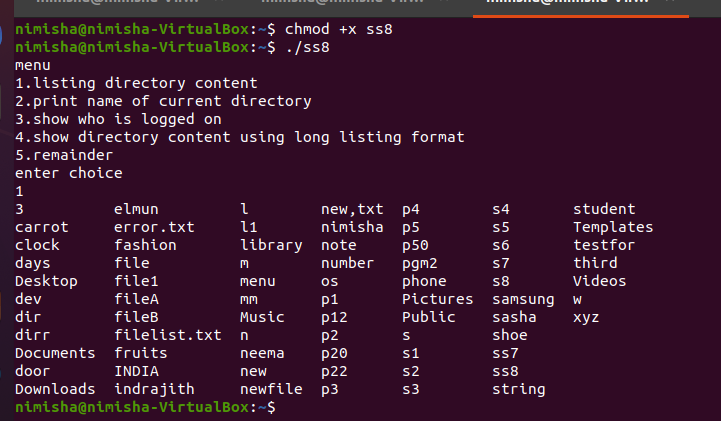 nimisha@nimisha-VirtualBox:~$ chmod +x ss8
nimisha@nimisha-VirtualBox:~$ ./ss8
menu
1.listing directory content
2.print name of current directory
3.show who is logged on
4.show directory content using long listing format
5.remainder
enter choice
1
3 elmun l new,txt p4 s4 student
carrot error.txt l1 nimisha p5 s5 Templates
clock fashion library note p50 s6 testfor
days file m number pgm2 s7 third
Desktop file1 menu os phone s8 Videos
dev fileA mm p1 Pictures samsung w
dir fileB Music p12 Public sasha xyz
dirr filelist.txt n p2 s shoe
Documents fruits neema p20 s1 ss7
door INDIA new p22 s2 ss8
Downloads indrajith newfile p3 s3 string
nimisha@nimisha-VirtualBox:~$